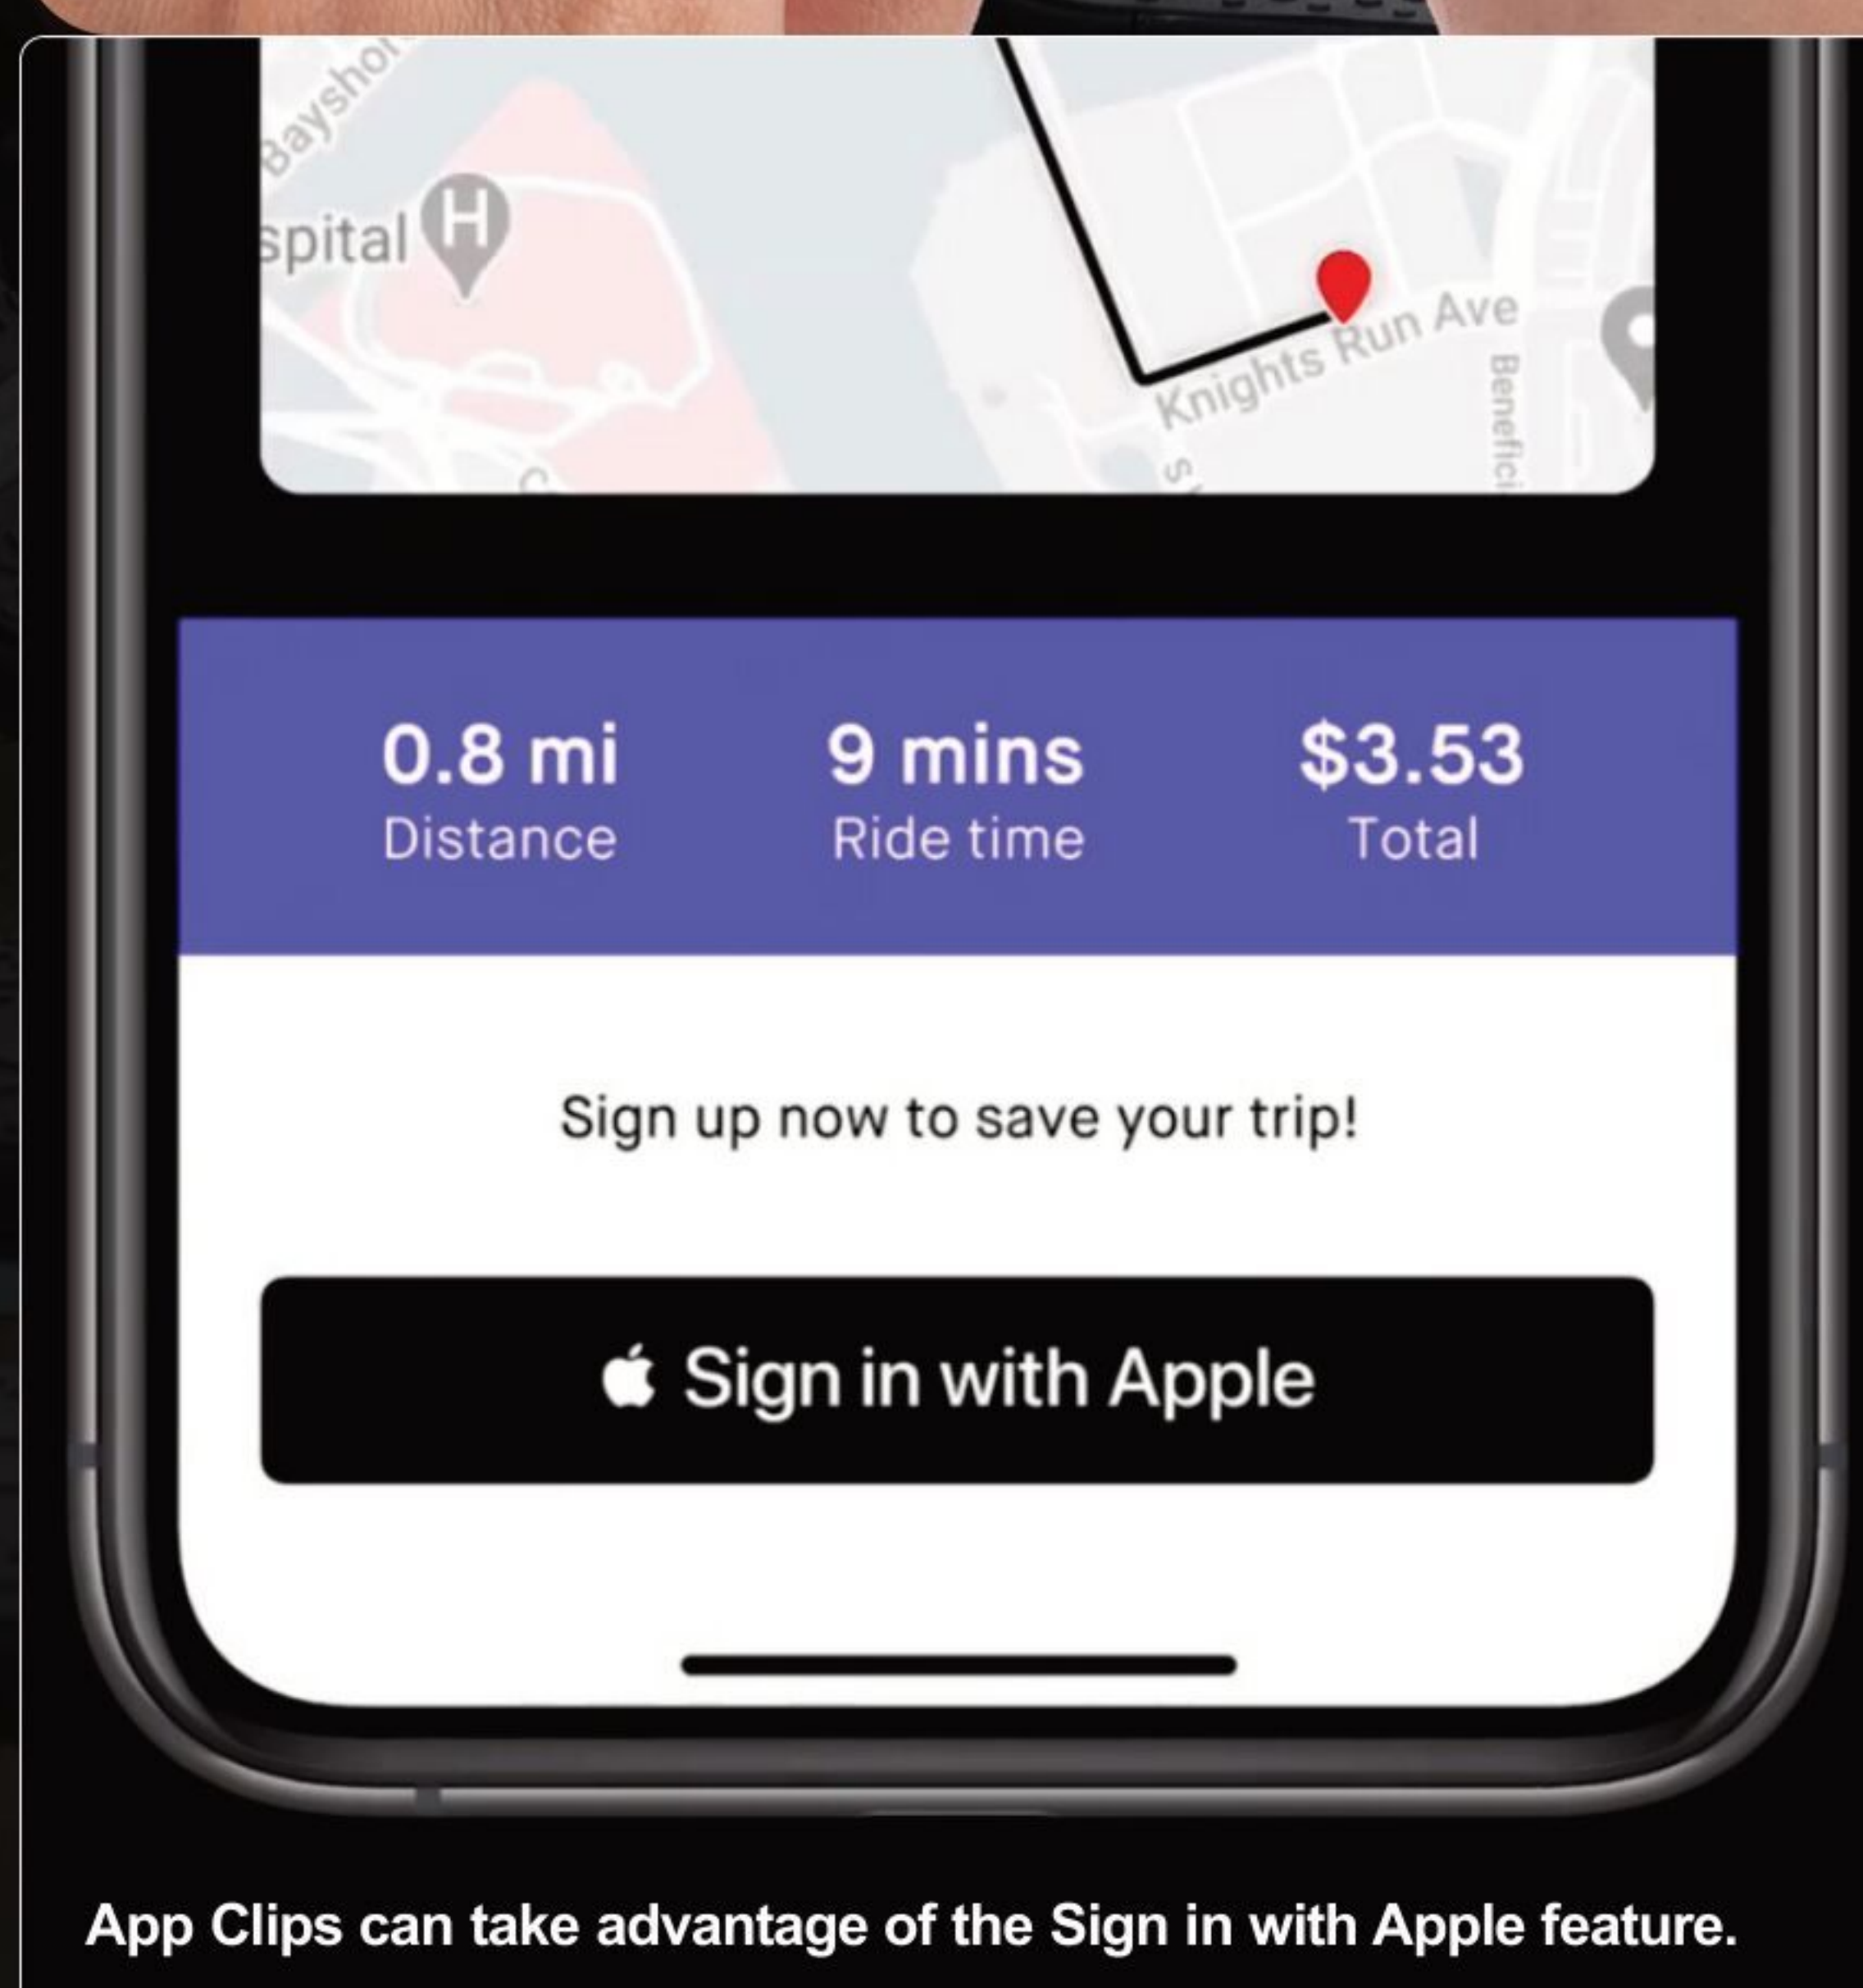 Bayshor
spital
H
Knights Run Ave
Benefici
0.8 mi
9 mins
$3.53
Distance
Ride time
Total
Sign up now to save your trip!
Sign in with Apple
App Clips can take advantage of the Sign in with Apple feature.